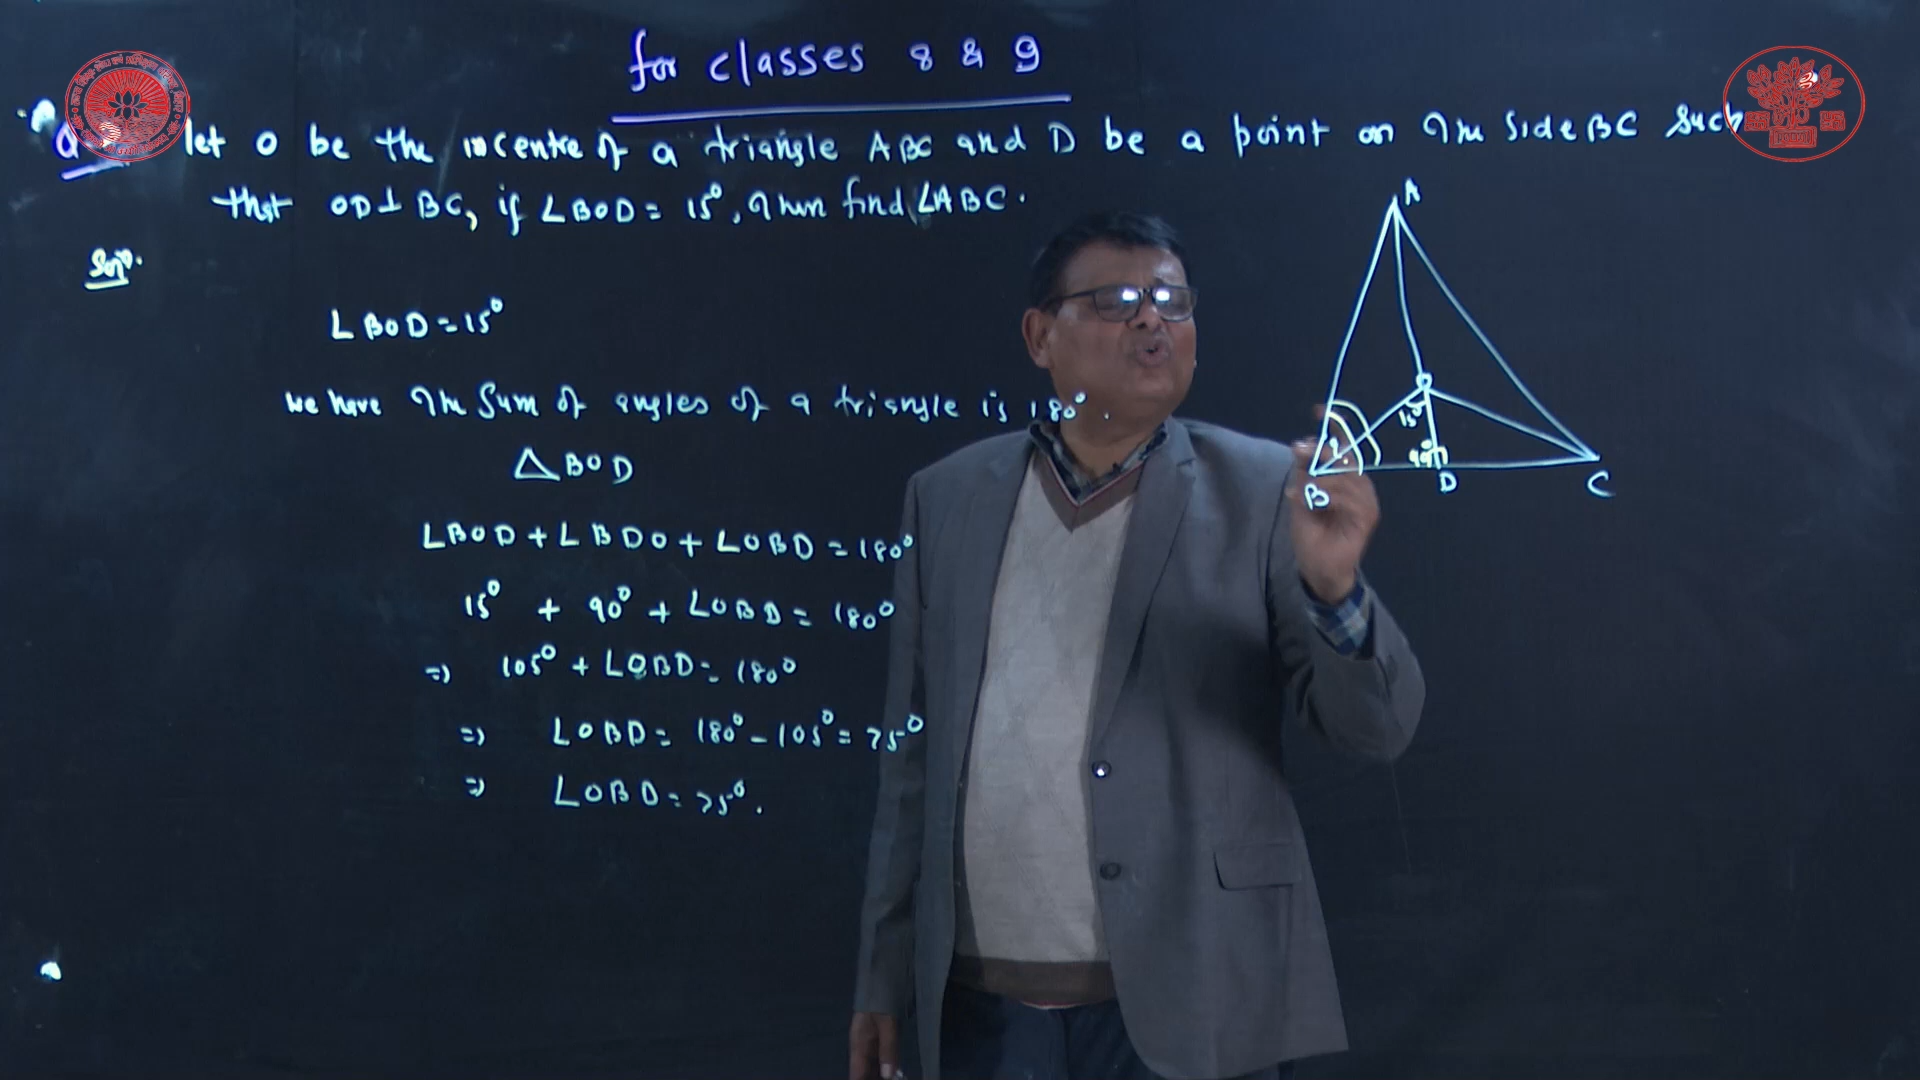 for classes 8 & 9
Q let O be the incentre of a triangle ABC and D be a point on the side BC such
that OD ⊥ BC, if ∠BOD = 15°, then find ∠ABC.
Sol.
∠BOD = 15°
we have the sum of angles of a triangle is 180°.
△BOD
∠BOD + ∠BDO + ∠OBD = 180°
15° + 90° + ∠OBD = 180°
⇒ 105° + ∠OBD = 180°
⇒ ∠OBD = 180° - 105° = 75°
⇒ ∠OBD = 75°.
A
O
15°
90°
B
D
C